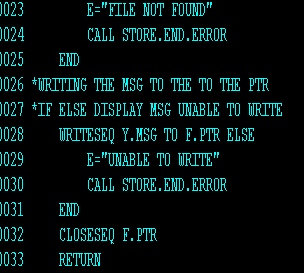 0023 E="FILE NOT FOUND"
0024 CALL STORE.END.ERROR
0025 END
0026 *WRITING THE MSG TO THE TO THE PTR
0027 *IF ELSE DISPLAY MSG UNABLE TO WRITE
0028 WRITESEQ Y.MSG TO F.PTR ELSE
0029 E="UNABLE TO WRITE"
0030 CALL STORE.END.ERROR
0031 END
0032 CLOSESEQ F.PTR
0033 RETURN